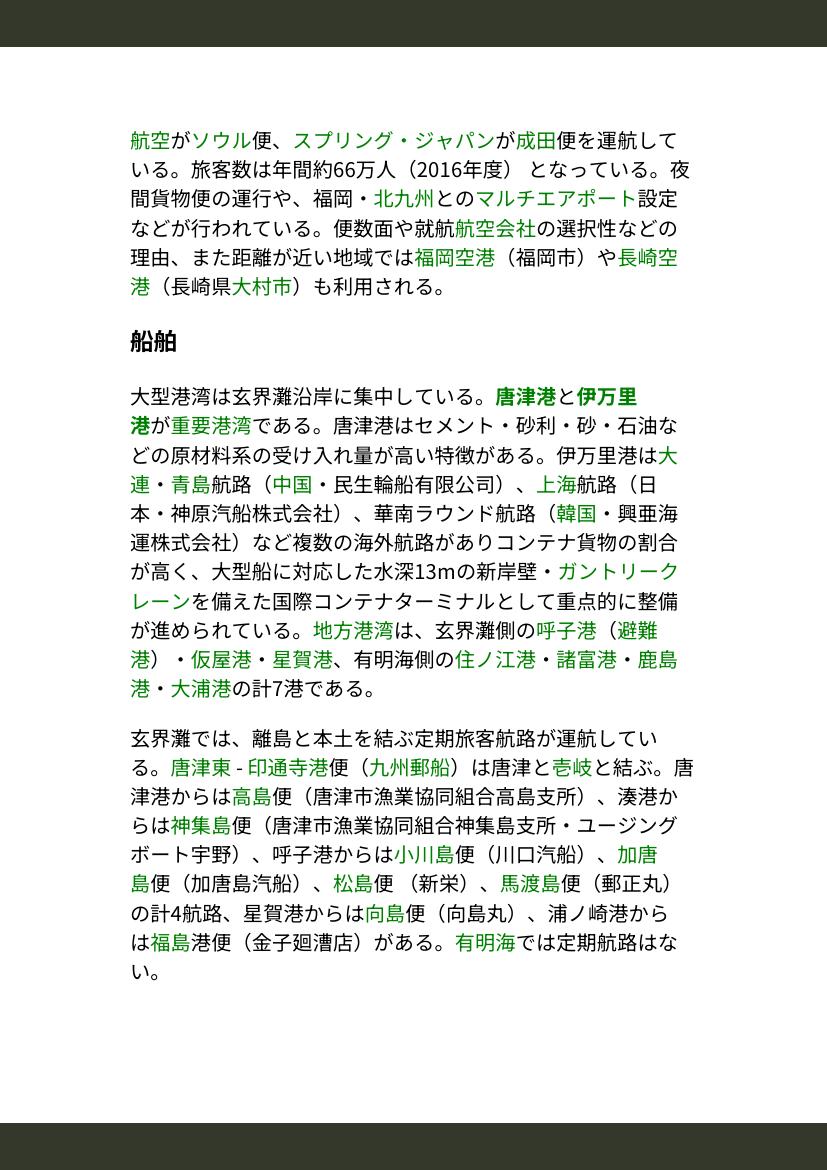 航空がソウル便、スプリング・ジャパンが成田便を運航して
いる。旅客数は年間約66万人（2016年度） となっている。夜
間貨物便の運行や、福岡・北九州とのマルチエアポート設定
などが行われている。便数面や就航航空会社の選択性などの
理由、また距離が近い地域では福岡空港（福岡市）や長崎空
港（長崎県大村市）も利用される。
船舶
大型港湾は玄界灘沿岸に集中している。唐津港と伊万里
港が重要港湾である。唐津港はセメント・砂利・砂・石油な
どの原材料系の受け入れ量が高い特徴がある。伊万里港は大
連・青島航路（中国・民生輪船有限公司）、上海航路（日
本・神原汽船株式会社）、華南ラウンド航路（韓国・興亜海
運株式会社）など複数の海外航路がありコンテナ貨物の割合
が高く、大型船に対応した水深13mの新岸壁・ガントリーク
レーンを備えた国際コンテナターミナルとして重点的に整備
が進められている。地方港湾は、玄界灘側の呼子港（避難
港）・仮屋港・星賀港、有明海側の住ノ江港・諸富港・鹿島
港・大浦港の計7港である。
玄界灘では、離島と本土を結ぶ定期旅客航路が運航してい
る。唐津東 - 印通寺港便（九州郵船）は唐津と壱岐と結ぶ。唐
津港からは高島便（唐津市漁業協同組合高島支所）、湊港か
らは神集島便（唐津市漁業協同組合神集島支所・ユージング
ボート宇野）、呼子港からは小川島便（川口汽船）、加唐
島便（加唐島汽船）、松島便 （新栄）、馬渡島便（郵正丸）
の計4航路、星賀港からは向島便（向島丸）、浦ノ崎港から
は福島港便（金子廻漕店）がある。有明海では定期航路はな
い。